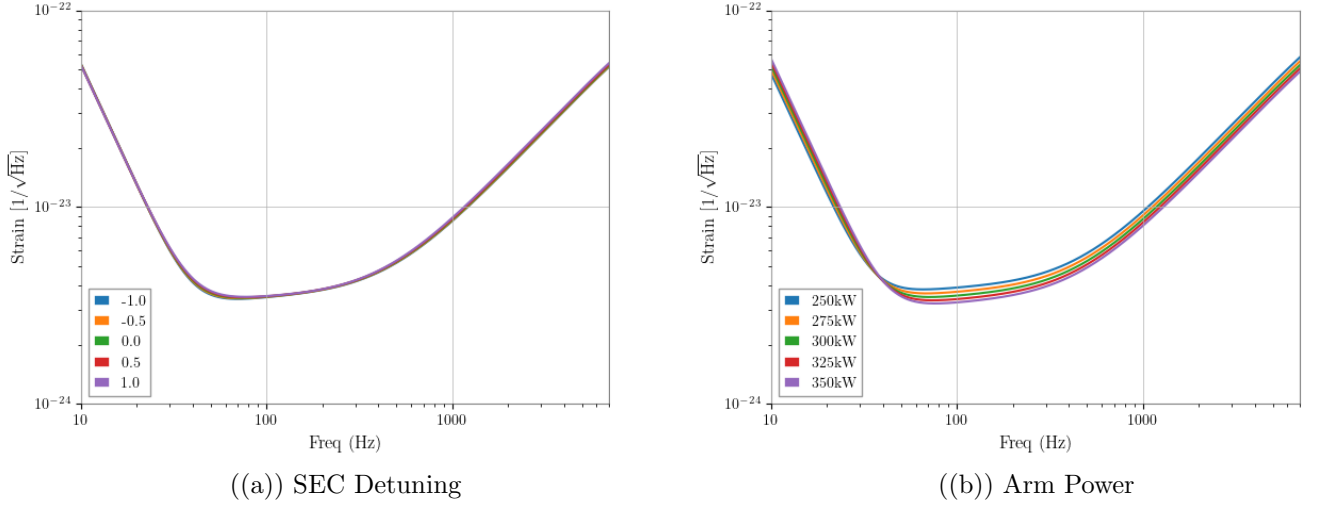 10⁻²²
10⁻²³
10⁻²⁴
Strain [1/√Hz]
10
100
1000
Freq (Hz)
-1.0
-0.5
0.0
0.5
1.0
((a)) SEC Detuning
10⁻²²
10⁻²³
10⁻²⁴
Strain [1/√Hz]
10
100
1000
Freq (Hz)
250kW
275kW
300kW
325kW
350kW
((b)) Arm Power